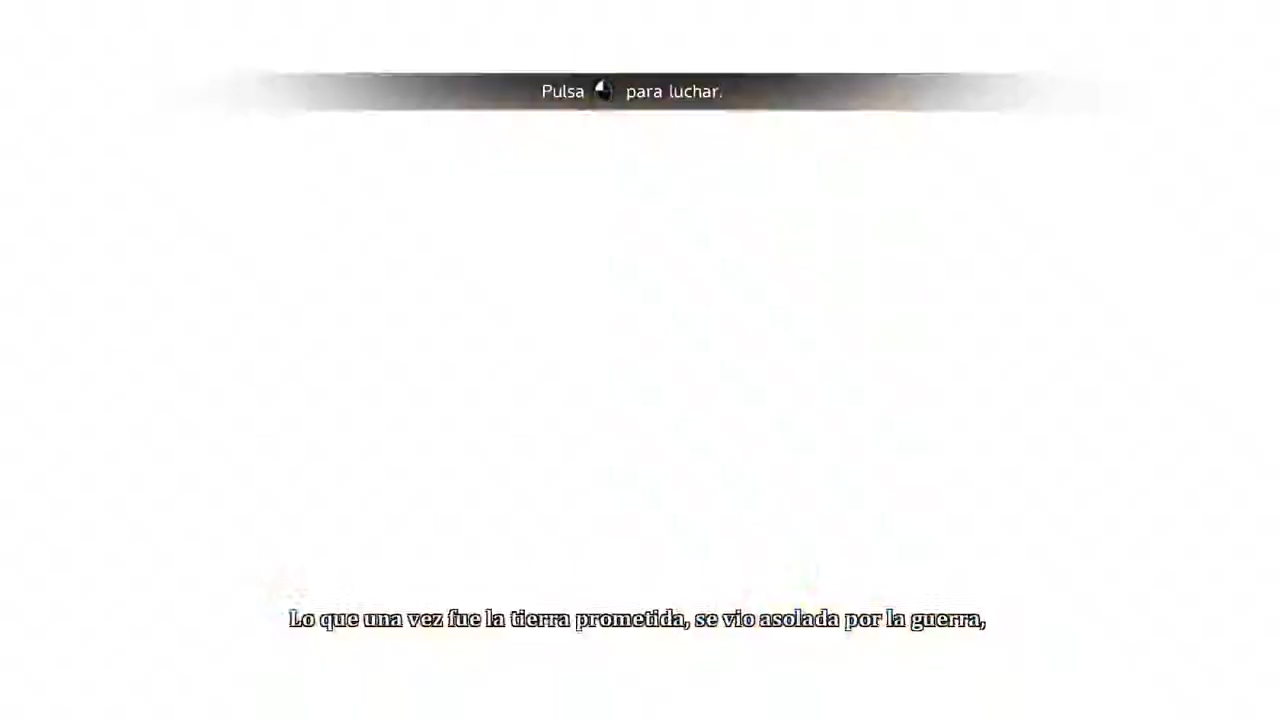 Pulsa para luchar.
Lo que una vez fue la tierra prometida, se vio asolada por la guerra,